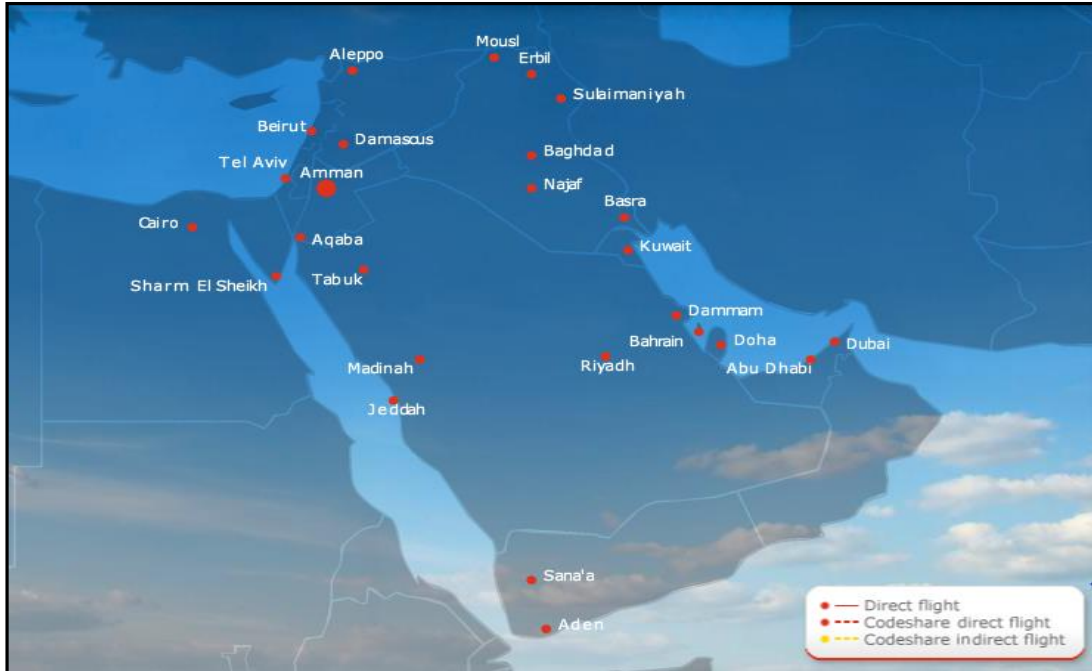 Mousl
Aleppo
Erbil
Sulaimaniyah
Beirut
Damascus
Baghdad
Tel Aviv
Amman
Najaf
Basra
Cairo
Aqaba
Kuwait
Tabuk
Sharm El Sheikh
Dammam
Bahrain
Doha
Dubai
Madinah
Riyadh
Abu Dhabi
Jeddah
Sana'a
Aden
Direct flight
Codeshare direct flight
Codeshare indirect flight